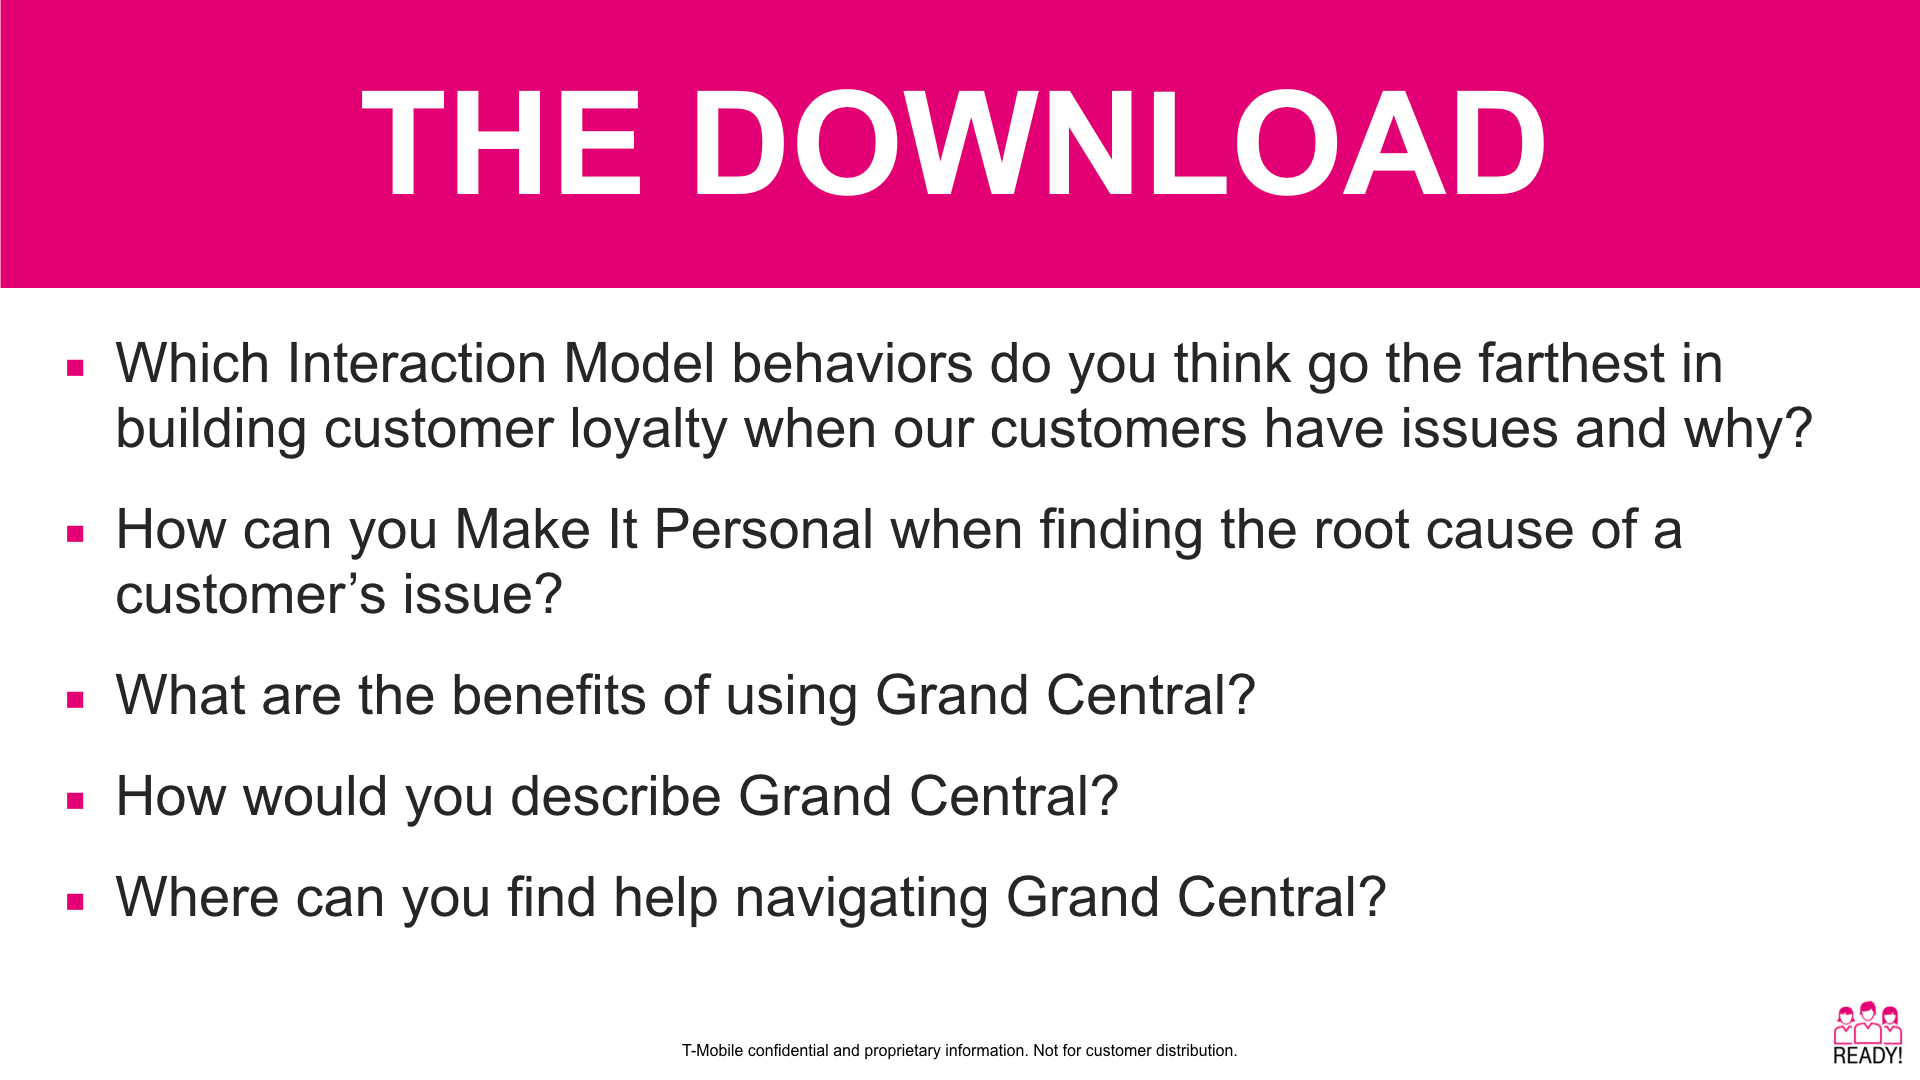 THE DOWNLOAD
▪ Which Interaction Model behaviors do you think go the farthest in
building customer loyalty when our customers have issues and why?
▪ How can you Make It Personal when finding the root cause of a
customer’s issue?
▪ What are the benefits of using Grand Central?
▪ How would you describe Grand Central?
▪ Where can you find help navigating Grand Central?
T-Mobile confidential and proprietary information. Not for customer distribution.
READY!